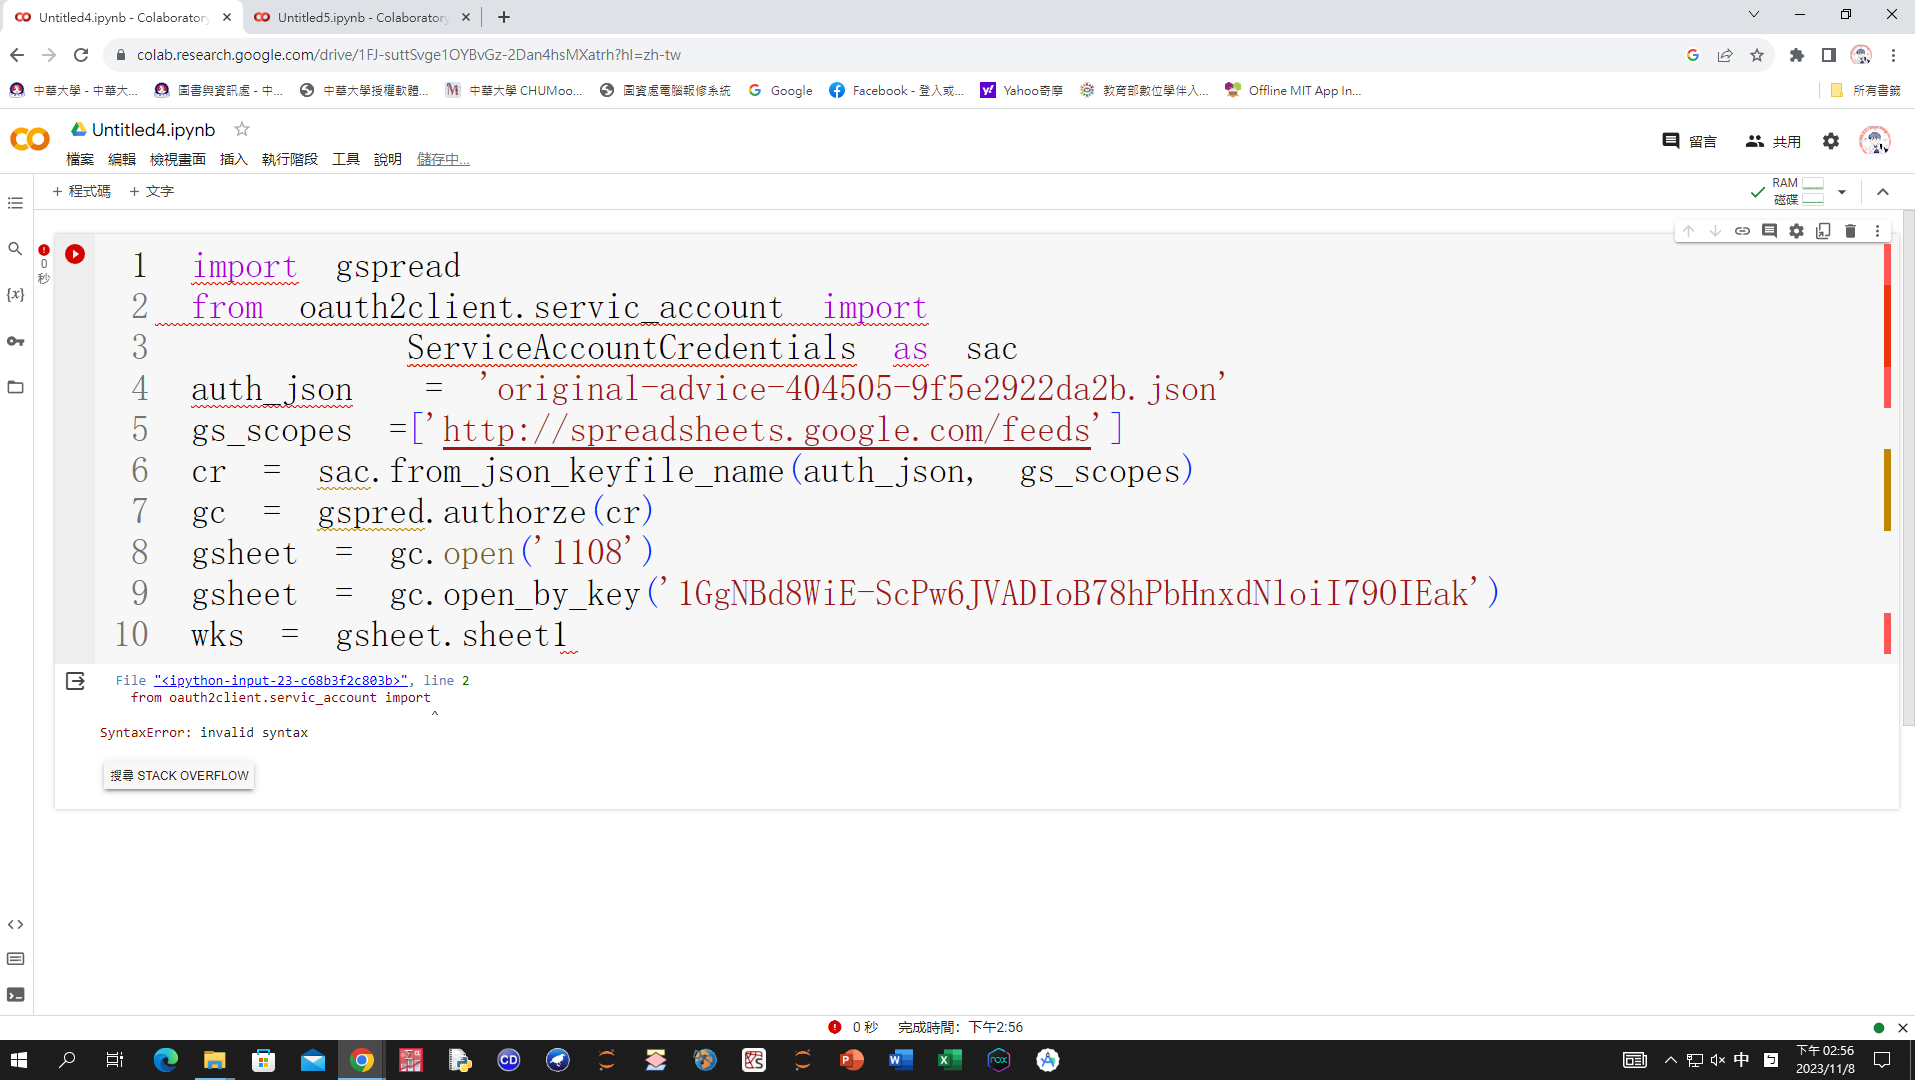 Untitled4.ipynb - Colaboratory
Untitled5.ipynb - Colaboratory
colab.research.google.com/drive/1FJ-suttSvge1OYBvGz-2Dan4hsMXatrh?hl=zh-tw
中華大學 - 中華大...
圖書與資訊處 - 中...
中華大學授權軟體...
中華大學 CHUMoo...
圖資處電腦報修系統
Google
Facebook - 登入或...
Yahoo奇摩
教育部數位學伴入...
Offline MIT App In...
所有書籤
Untitled4.ipynb
檔案 編輯 檢視畫面 插入 執行階段 工具 說明 儲存中...
留言
共用
+ 程式碼 + 文字
RAM
磁碟
0
秒
1 import gspread
2 from oauth2client.servic_account import
3 ServiceAccountCredentials as sac
4 auth_json = 'original-advice-404505-9f5e2922da2b.json'
5 gs_scopes =['http://spreadsheets.google.com/feeds']
6 cr = sac.from_json_keyfile_name(auth_json, gs_scopes)
7 gc = gspred.authorze(cr)
8 gsheet = gc.open('1108')
9 gsheet = gc.open_by_key('1GgNBd8WiE-ScPw6JVADIoB78hPbHnxdNloiI79OIEak')
10 wks = gsheet.sheet1
File "<ipython-input-23-c68b3f2c803b>", line 2
from oauth2client.servic_account import
^
SyntaxError: invalid syntax
搜尋 STACK OVERFLOW
0 秒 完成時間：下午2:56
中
下午 02:56
2023/11/8